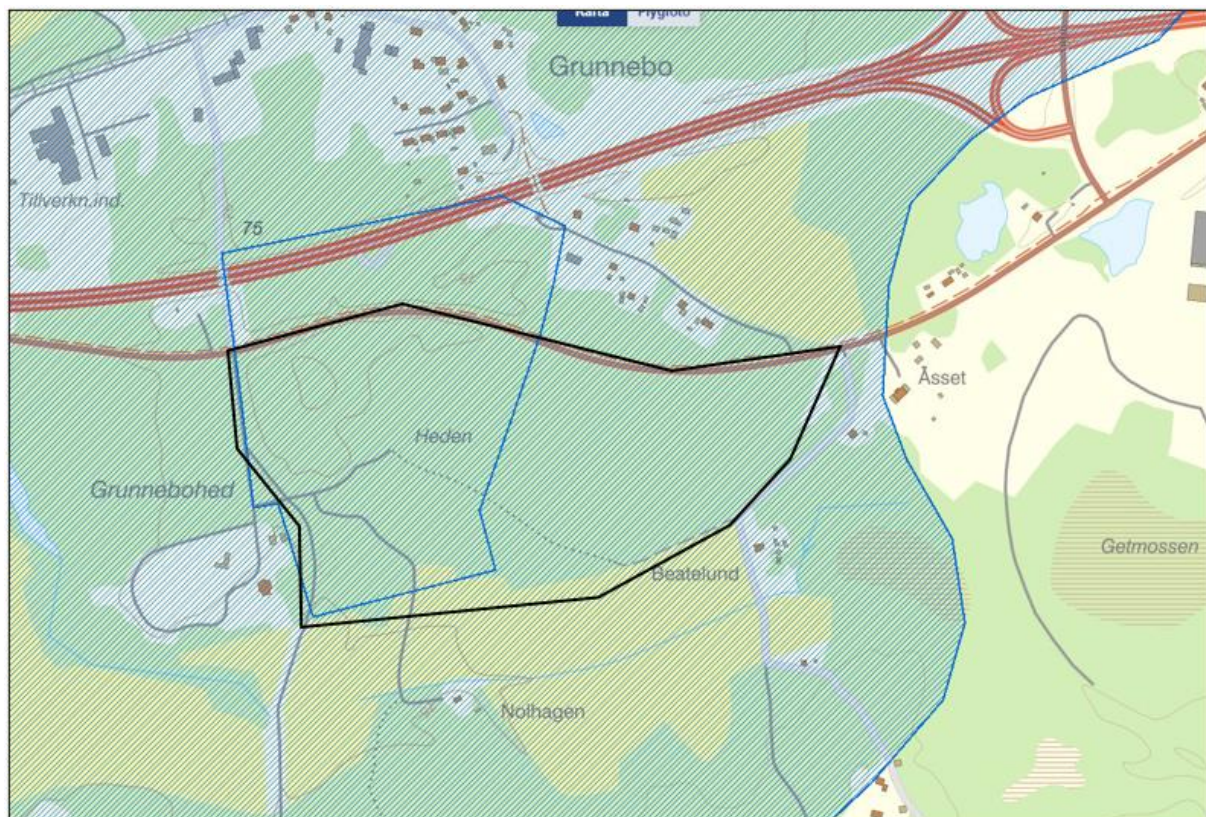 Karta Flygfoto
Grunnebo
Tillverkn.ind.
75
Åsset
Heden
Grunnebohed
Getmossen
Beatelund
Nolhagen